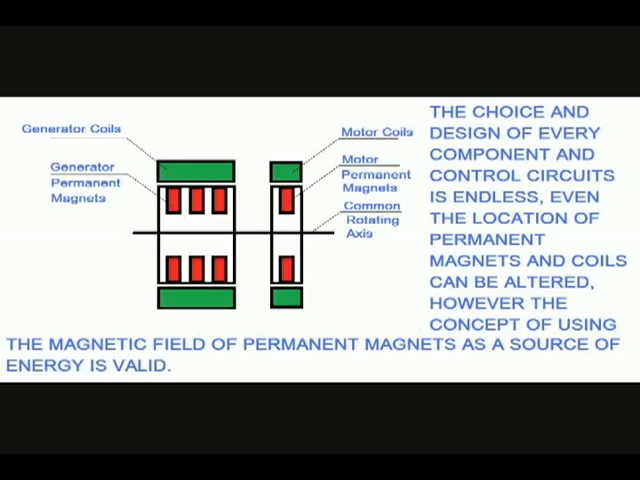 Generator Coils
Generator
Permanent
Magnets
Motor Coils
Motor
Permanent
Magnets
Common
Rotating
Axis
THE CHOICE AND
DESIGN OF EVERY
COMPONENT AND
CONTROL CIRCUITS
IS ENDLESS, EVEN
THE LOCATION OF
PERMANENT
MAGNETS AND COILS
CAN BE ALTERED,
HOWEVER THE
CONCEPT OF USING
THE MAGNETIC FIELD OF PERMANENT MAGNETS AS A SOURCE OF
ENERGY IS VALID.